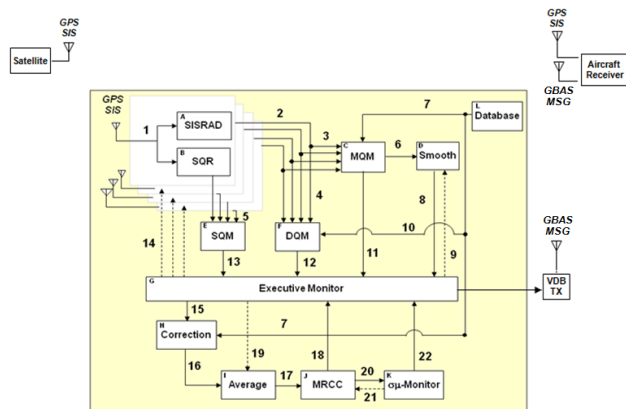 GPS
SIS
Satellite
GPS
SIS
GBAS
MSG
Aircraft
Receiver
GPS
SIS
1
A
SISRAD
B
SQR
2
3
4
5
C
MQM
6
D
Smooth
7
L
Database
8
9
10
11
E
SQM
F
DQM
12
13
14
GBAS
MSG
VDB
TX
G
Executive Monitor
15
H
Correction
7
16
19
I
Average
17
18
J
MRCC
20
21
K
σμ-Monitor
22